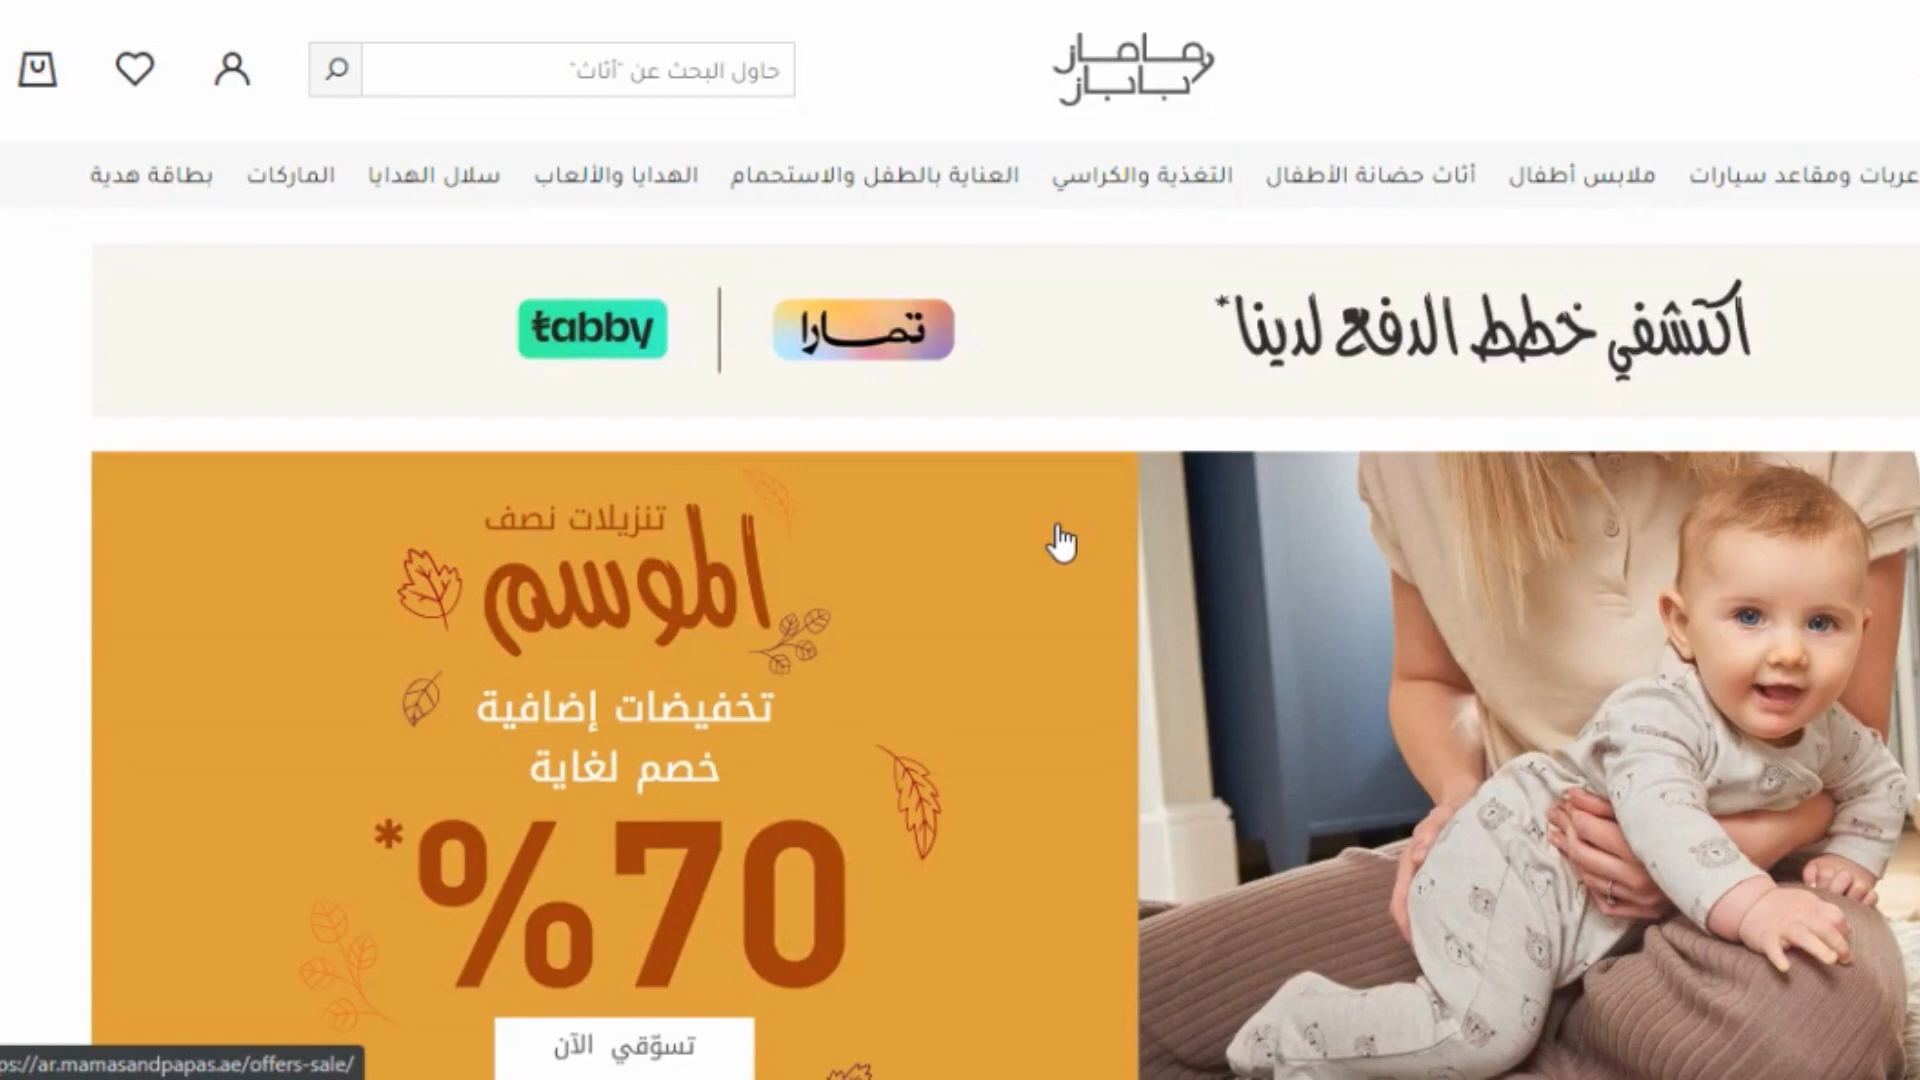 ماماز
وباباز
حاول البحث عن "أثاث"
عربات ومقاعد سيارات
ملابس أطفال
أثاث حضانة الأطفال
التغذية والكراسي
العناية بالطفل والاستحمام
الهدايا والألعاب
سلال الهدايا
الماركات
بطاقة هدية
اكتشفي خطط الدفع لدينا*
تمارا
tabby
تنزيلات نصف
الموسم
تخفيضات إضافية
خصم لغاية
70%*
تسوّقي الآن
ps://ar.mamasandpapas.ae/offers-sale/